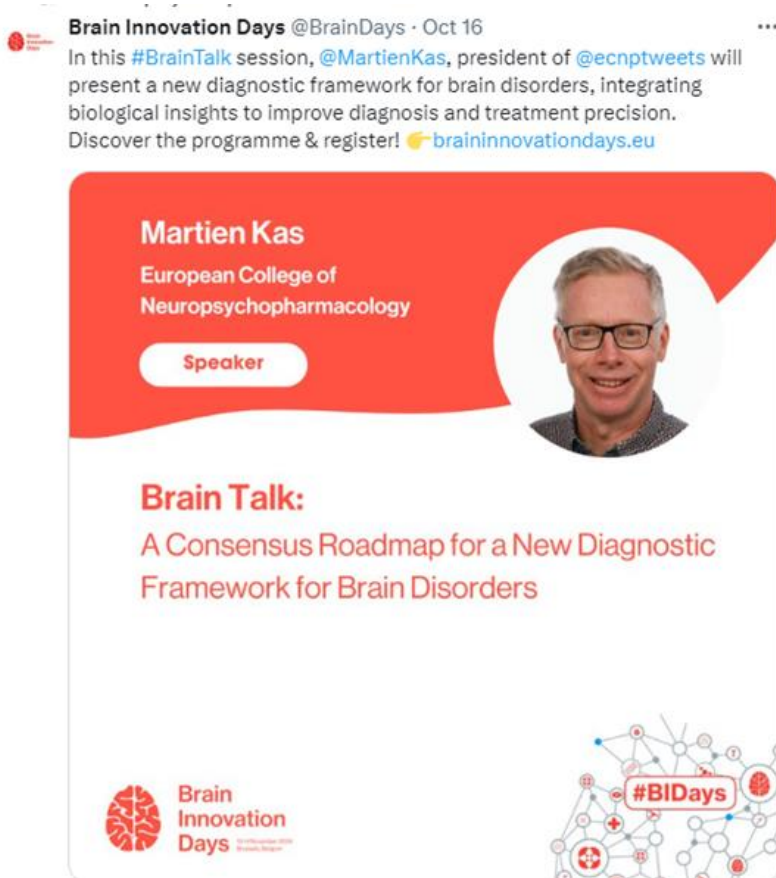 Brain Innovation Days @BrainDays · Oct 16
In this #BrainTalk session, @MartienKas, president of @ecnptweets will
present a new diagnostic framework for brain disorders, integrating
biological insights to improve diagnosis and treatment precision.
Discover the programme & register! 👉braininnovationdays.eu
Martien Kas
European College of
Neuropsychopharmacology
Speaker
Brain Talk:
A Consensus Roadmap for a New Diagnostic
Framework for Brain Disorders
Brain
Innovation
Days
#BIDays